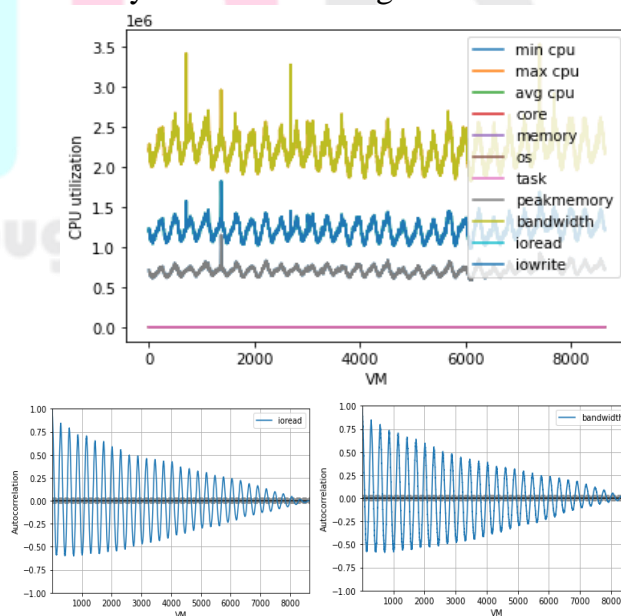 1e6
3.5
3.0
2.5
2.0
1.5
1.0
0.5
0.0
CPU utilization
0 2000 4000 6000 8000
VM
min cpu
max cpu
avg cpu
core
memory
os
task
peakmemory
bandwidth
ioread
iowrite
1.00
0.75
0.50
0.25
0.00
−0.25
−0.50
−0.75
−1.00
Autocorrelation
1000 2000 3000 4000 5000 6000 7000 8000
VM
ioread
1.00
0.75
0.50
0.25
0.00
−0.25
−0.50
−0.75
−1.00
Autocorrelation
1000 2000 3000 4000 5000 6000 7000 8000
VM
bandwidth